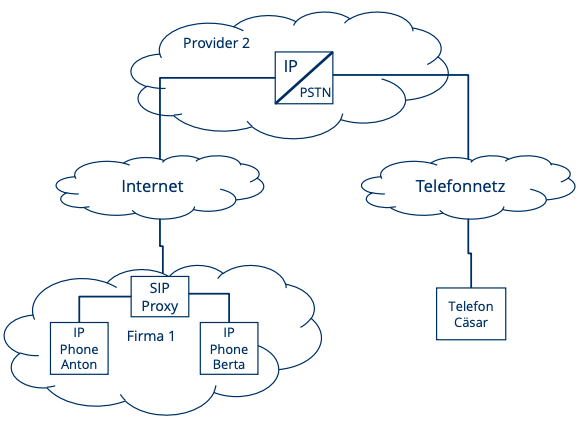 Provider 2
IP
PSTN
Internet
Telefonnetz
SIP
Proxy
Telefon
Cäsar
Firma 1
IP
Phone
Anton
IP
Phone
Berta